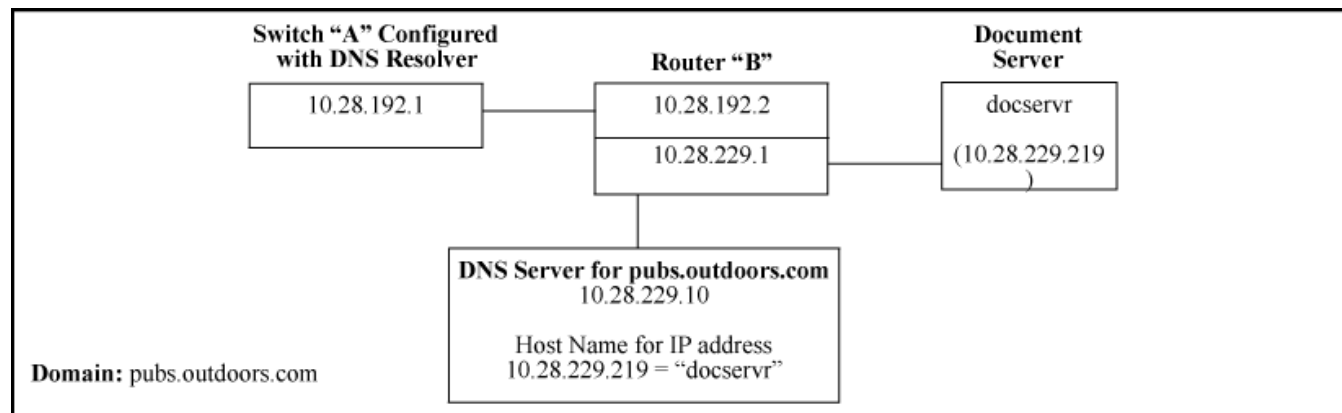 Switch “A” Configured
with DNS Resolver
10.28.192.1
Router “B”
10.28.192.2
10.28.229.1
Document
Server
docservr
(10.28.229.219
)
DNS Server for pubs.outdoors.com
10.28.229.10
Host Name for IP address
10.28.229.219 = “docservr”
Domain: pubs.outdoors.com